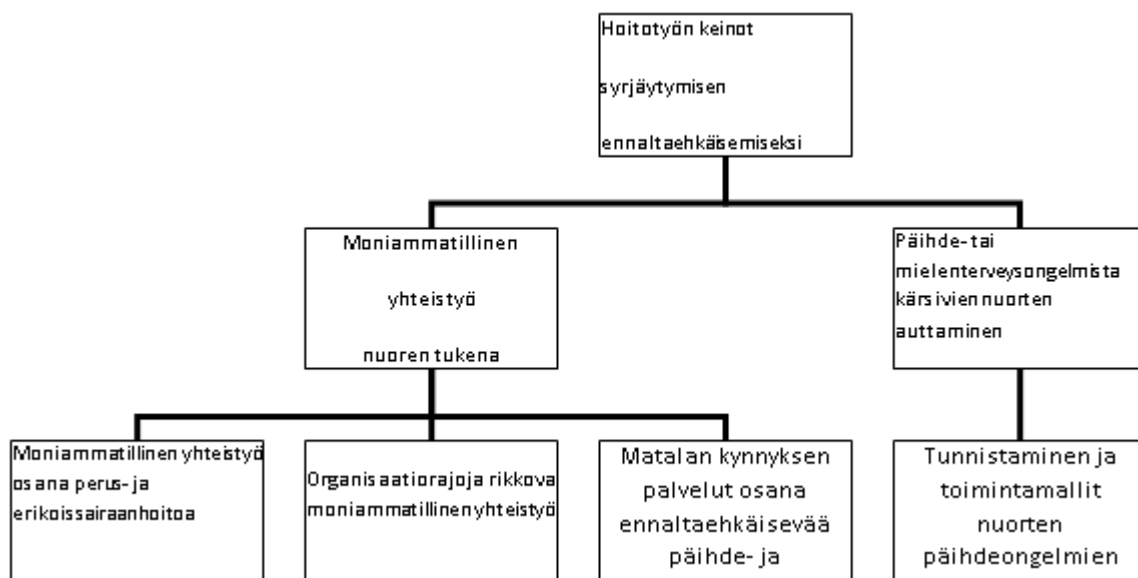 Hoitotyön keinot
syrjäytymisen
ennaltaehkäisemiseksi
Moniammatillinen
yhteistyö
nuoren tukena
Päihde- tai
mielenterveysongelmista
kärsivien nuorten
auttaminen
Moniammatillinen yhteistyö
osana perus- ja
erikoissairaanhoitoa
Organisaatiorajoja rikkova
moniammatillinen yhteistyö
Matalan kynnyksen
palvelut osana
ennaltaehkäisevää
päihde- ja
Tunnistaminen ja
toimintamallit
nuorten
päihdeongelmien